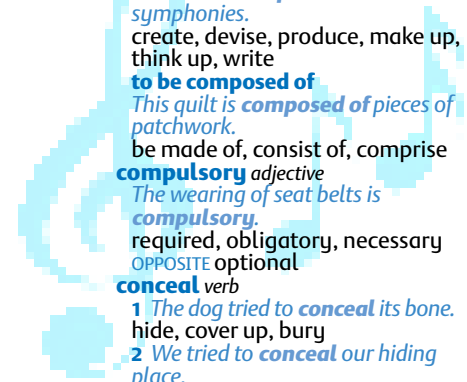 symphonies.
create, devise, produce, make up,
think up, write
to be composed of
This quilt is composed of pieces of
patchwork.
be made of, consist of, comprise
compulsory adjective
The wearing of seat belts is
compulsory.
required, obligatory, necessary
OPPOSITE optional
conceal verb
1 The dog tried to conceal its bone.
hide, cover up, bury
2 We tried to conceal our hiding
place.